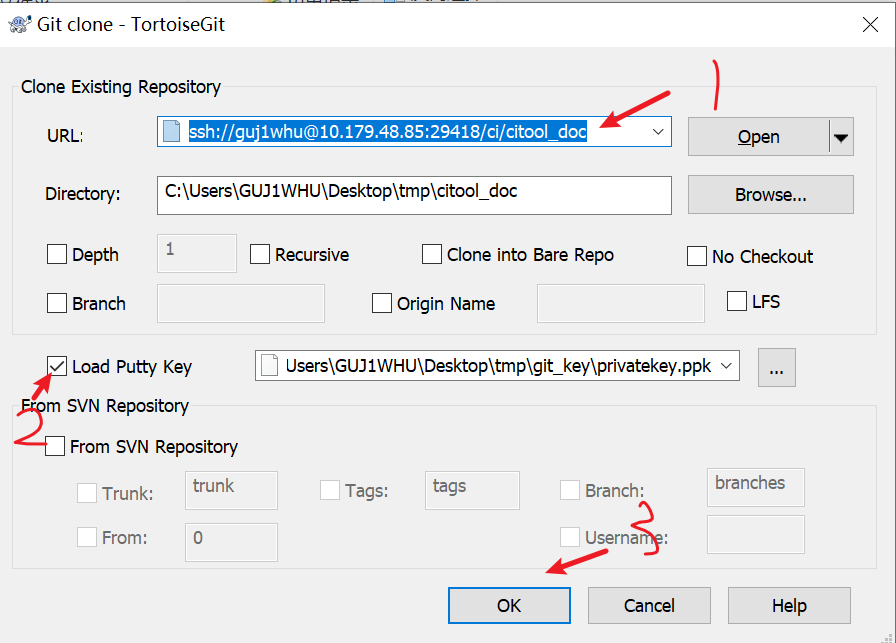 Git clone - TortoiseGit
Clone Existing Repository
1
URL:
ssh://guj1whu@10.179.48.85:29418/ci/citool_doc
Open
Directory:
C:\Users\GUJ1WHU\Desktop\tmp\citool_doc
Browse...
Depth
1
Recursive
Clone into Bare Repo
No Checkout
Branch
Origin Name
LFS
Load Putty Key
Users\GUJ1WHU\Desktop\tmp\git_key\privatekey.ppk
...
2
From SVN Repository
From SVN Repository
Trunk:
trunk
Tags:
tags
Branch:
branches
From:
0
Username:
3
OK
Cancel
Help